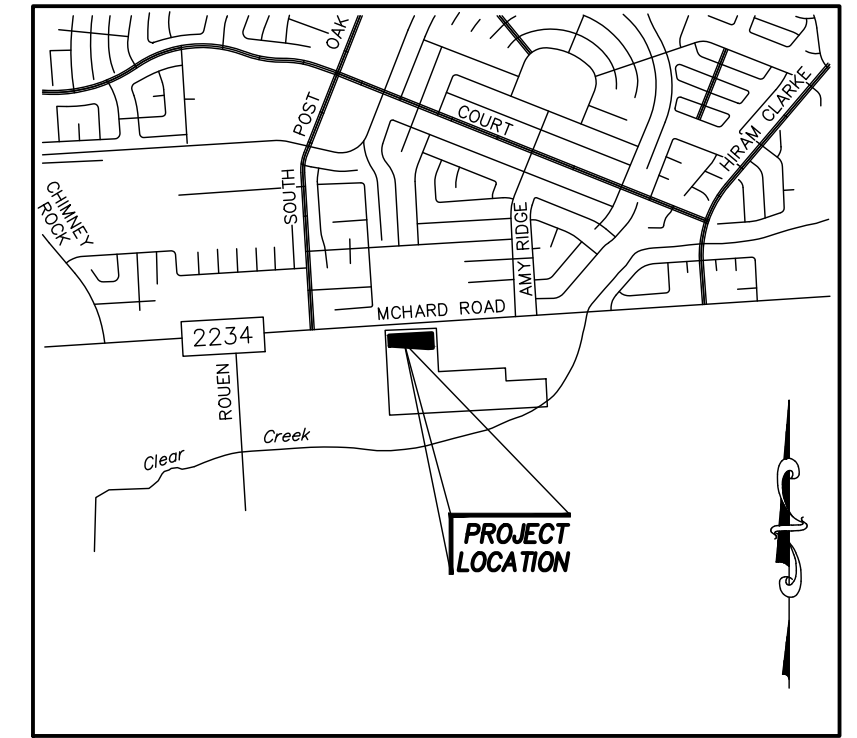 OAK
POST
SOUTH
COURT
HIRAM CLARKE
CHIMNEY
ROCK
AMY RIDGE
MCHARD ROAD
2234
ROUEN
Clear
Creek
PROJECT
LOCATION